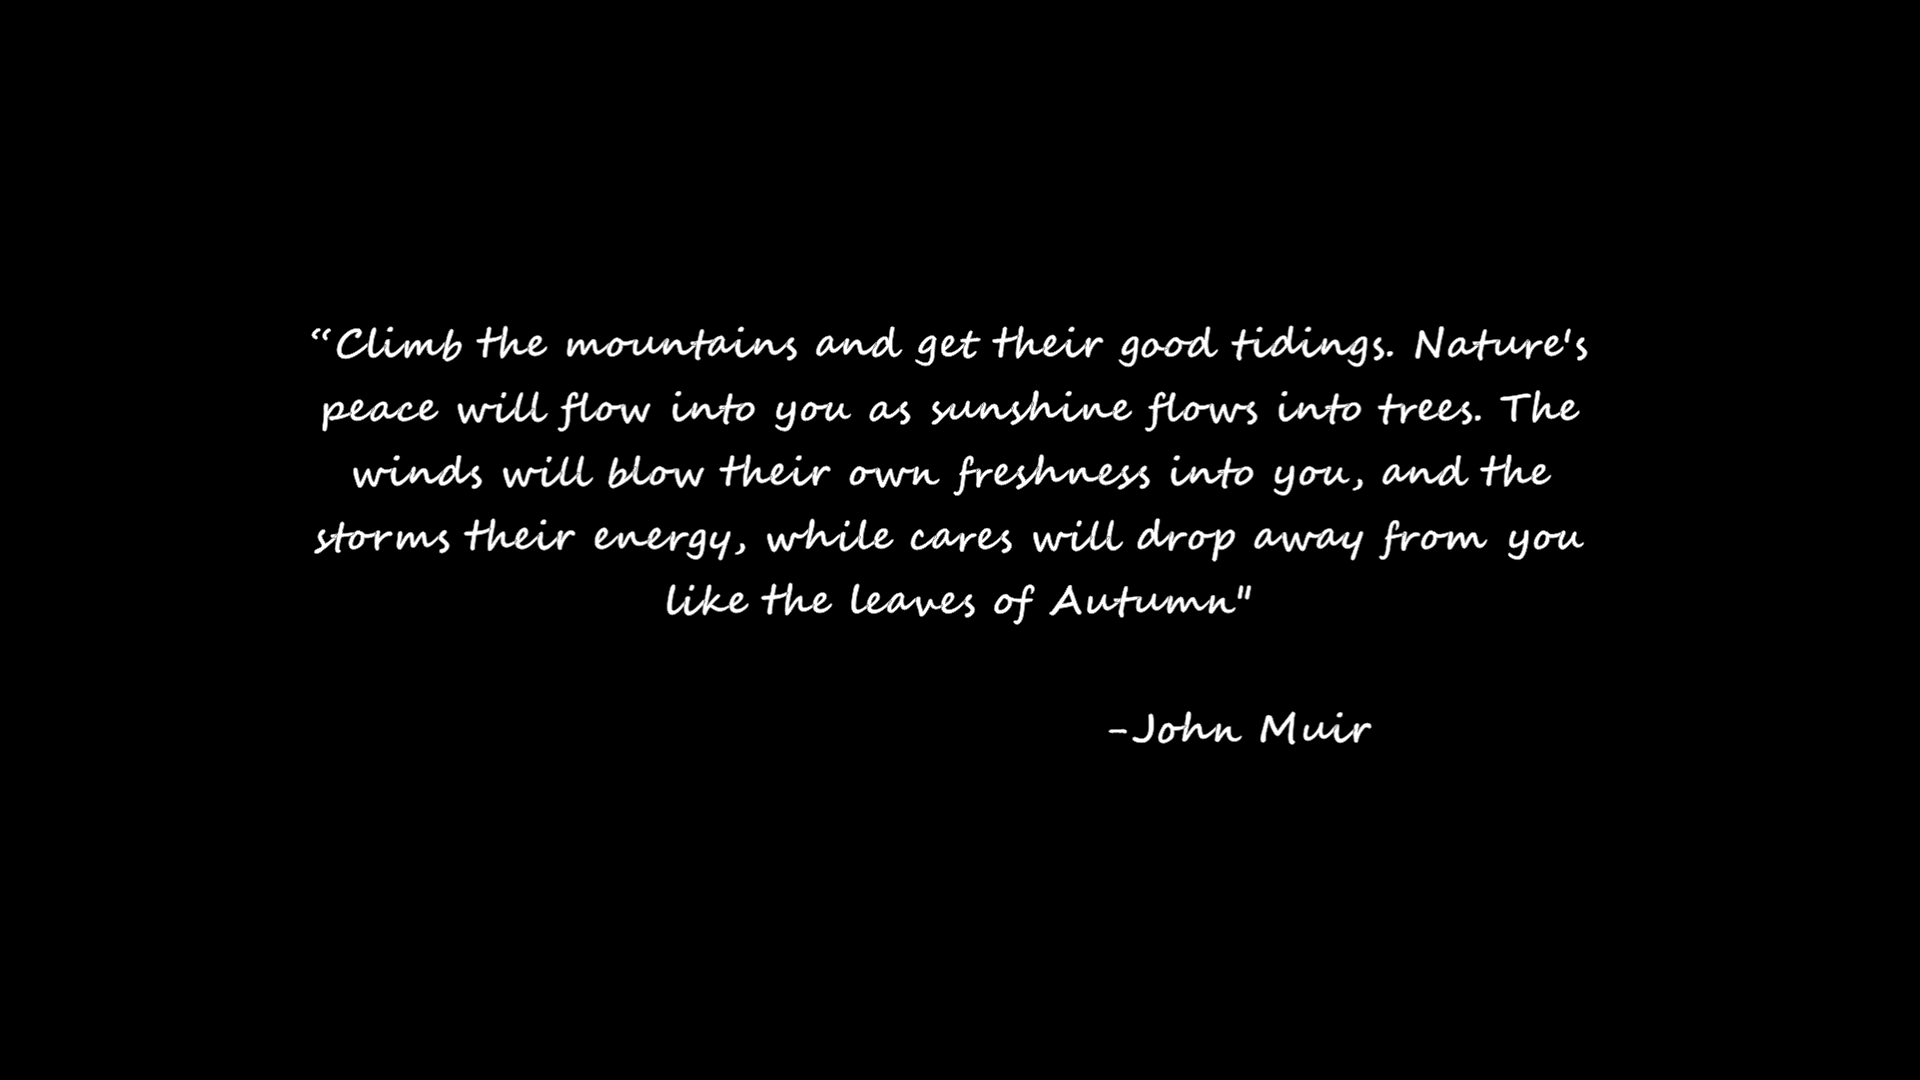 “Climb the mountains and get their good tidings. Nature's
peace will flow into you as sunshine flows into trees. The
winds will blow their own freshness into you, and the
storms their energy, while cares will drop away from you
like the leaves of Autumn"
-John Muir